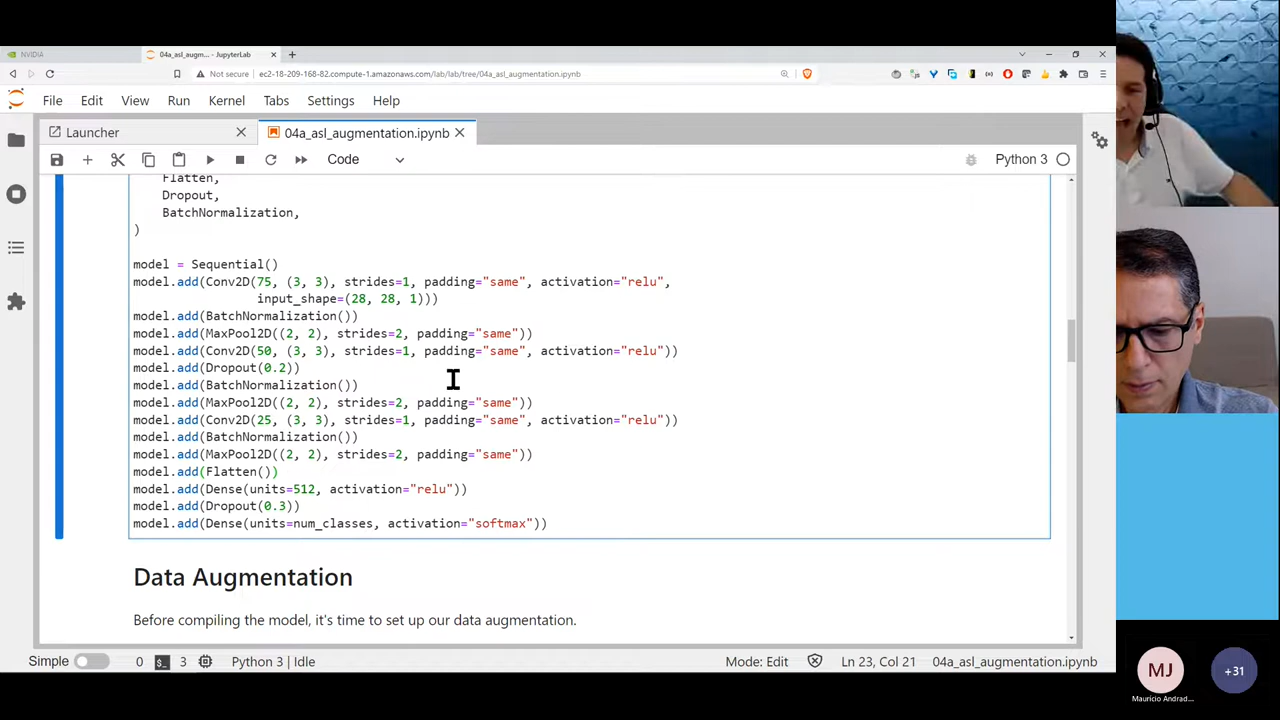 NVIDIA
04a_asl_augm... - JupyterLab
Not secure
ec2-18-209-168-82.compute-1.amazonaws.com/lab/lab/tree/04a_asl_augmentation.ipynb
File Edit View Run Kernel Tabs Settings Help
Launcher
04a_asl_augmentation.ipynb
Code
Python 3
Flatten,
Dropout,
BatchNormalization,
)
model = Sequential()
model.add(Conv2D(75, (3, 3), strides=1, padding="same", activation="relu",
input_shape=(28, 28, 1)))
model.add(BatchNormalization())
model.add(MaxPool2D((2, 2), strides=2, padding="same"))
model.add(Conv2D(50, (3, 3), strides=1, padding="same", activation="relu"))
model.add(Dropout(0.2))
model.add(BatchNormalization())
model.add(MaxPool2D((2, 2), strides=2, padding="same"))
model.add(Conv2D(25, (3, 3), strides=1, padding="same", activation="relu"))
model.add(BatchNormalization())
model.add(MaxPool2D((2, 2), strides=2, padding="same"))
model.add(Flatten())
model.add(Dense(units=512, activation="relu"))
model.add(Dropout(0.3))
model.add(Dense(units=num_classes, activation="softmax"))
Data Augmentation
Before compiling the model, it's time to set up our data augmentation.
Simple 0 3 Python 3 | Idle Mode: Edit Ln 23, Col 21 04a_asl_augmentation.ipynb
MJ
Maurício Andrad...
+31